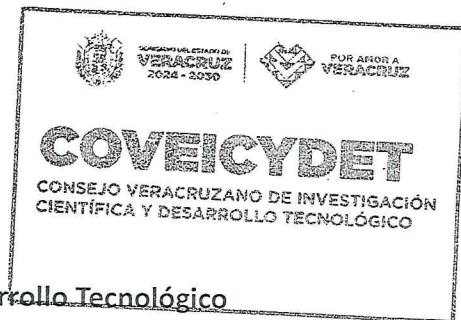 GOBIERNO DEL ESTADO DE
VERACRUZ
2024 - 2030
POR AMOR A
VERACRUZ
COVEICYDET
CONSEJO VERACRUZANO DE INVESTIGACIÓN
CIENTÍFICA Y DESARROLLO TECNOLÓGICO
rrollo Tecnológico